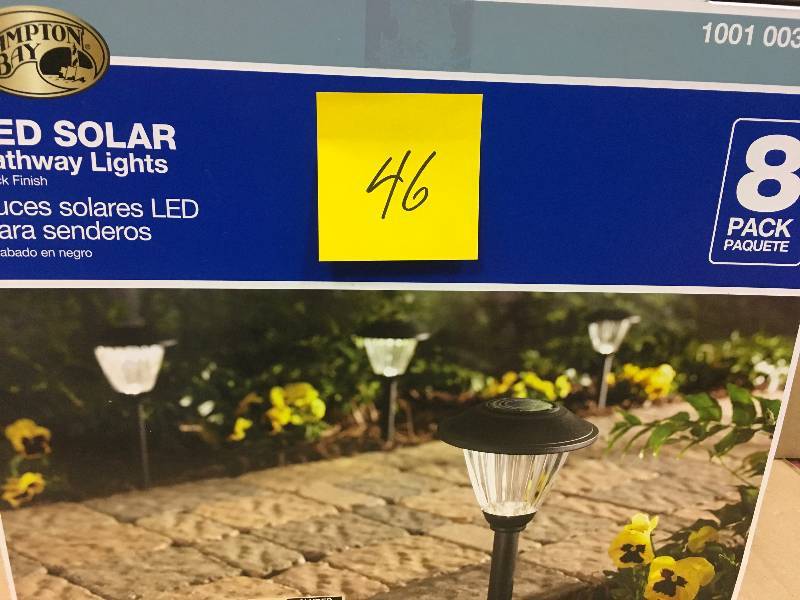 AMPTON
BAY
ED SOLAR
athway Lights
ck Finish
uces solares LED
ara senderos
abado en negro
46
1001 003
8
PACK
PAQUETE